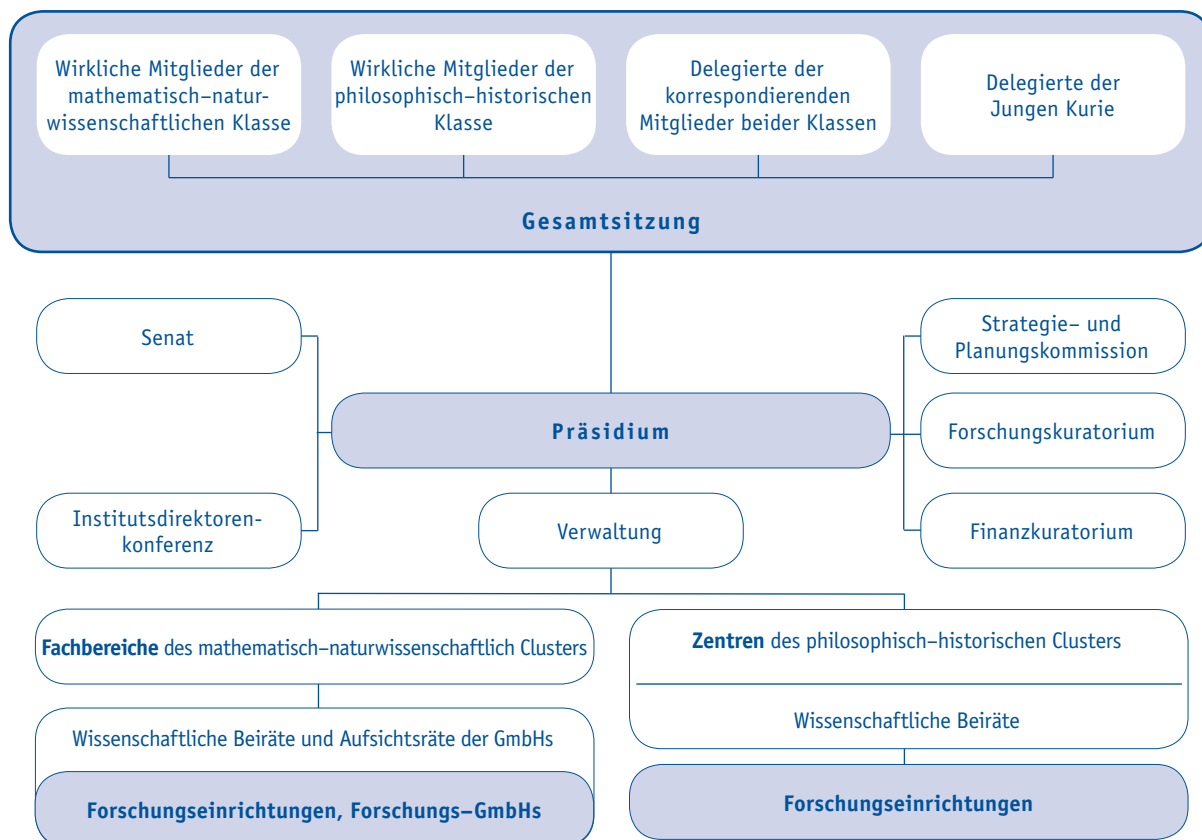 Wirkliche Mitglieder der
mathematisch–natur-
wissenschaftlichen Klasse
Wirkliche Mitglieder der
philosophisch–historischen
Klasse
Delegierte der
korrespondierenden
Mitglieder beider Klassen
Delegierte der
Jungen Kurie
Gesamtsitzung
Senat
Strategie– und
Planungskommission
Präsidium
Forschungskuratorium
Institutsdirektoren-
konferenz
Verwaltung
Finanzkuratorium
Fachbereiche des mathematisch–naturwissenschaftlich Clusters
Zentren des philosophisch–historischen Clusters
Wissenschaftliche Beiräte
Wissenschaftliche Beiräte und Aufsichtsräte der GmbHs
Forschungseinrichtungen, Forschungs–GmbHs
Forschungseinrichtungen